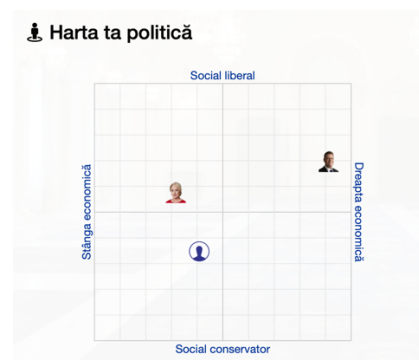 Harta ta politică
Social liberal
Stânga economică
Dreapta economică
Social conservator